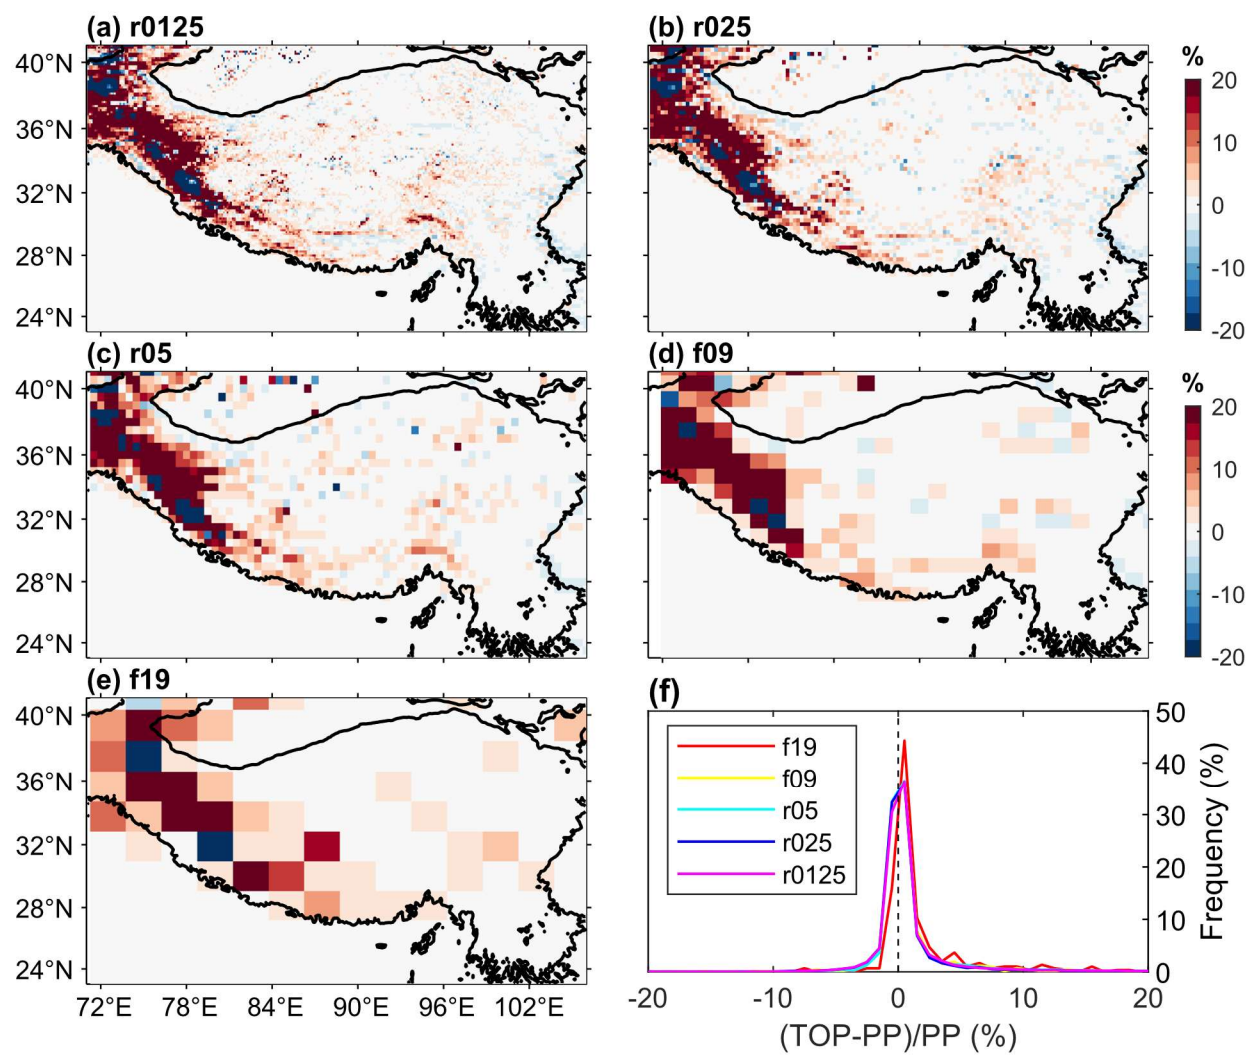 (a) r0125
(b) r025
40°N
36°N
32°N
28°N
24°N
%
20
10
0
-10
-20
(c) r05
(d) f09
40°N
36°N
32°N
28°N
24°N
%
20
10
0
-10
-20
(e) f19
(f)
40°N
36°N
32°N
28°N
24°N
72°E 78°E 84°E 90°E 96°E 102°E
f19
f09
r05
r025
r0125
50
40
30
20
10
0
Frequency (%)
-20 -10 0 10 20
(TOP-PP)/PP (%)